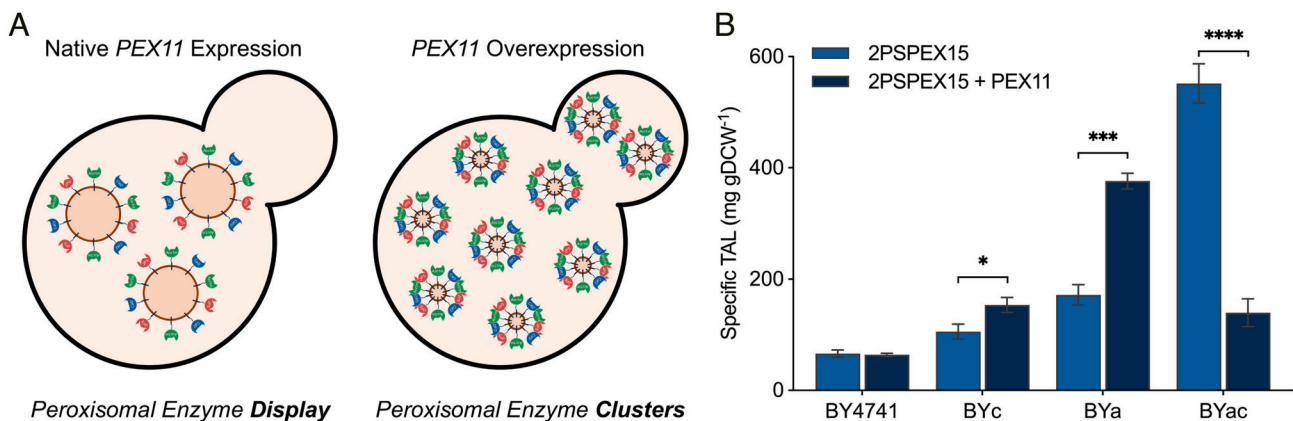 A
Native PEX11 Expression
PEX11 Overexpression
Peroxisomal Enzyme Display
Peroxisomal Enzyme Clusters
B
2PSPEX15
2PSPEX15 + PEX11
Specific TAL (mg gDCW⁻¹)
600
400
200
0
*
***
****
BY4741
BYc
BYa
BYac